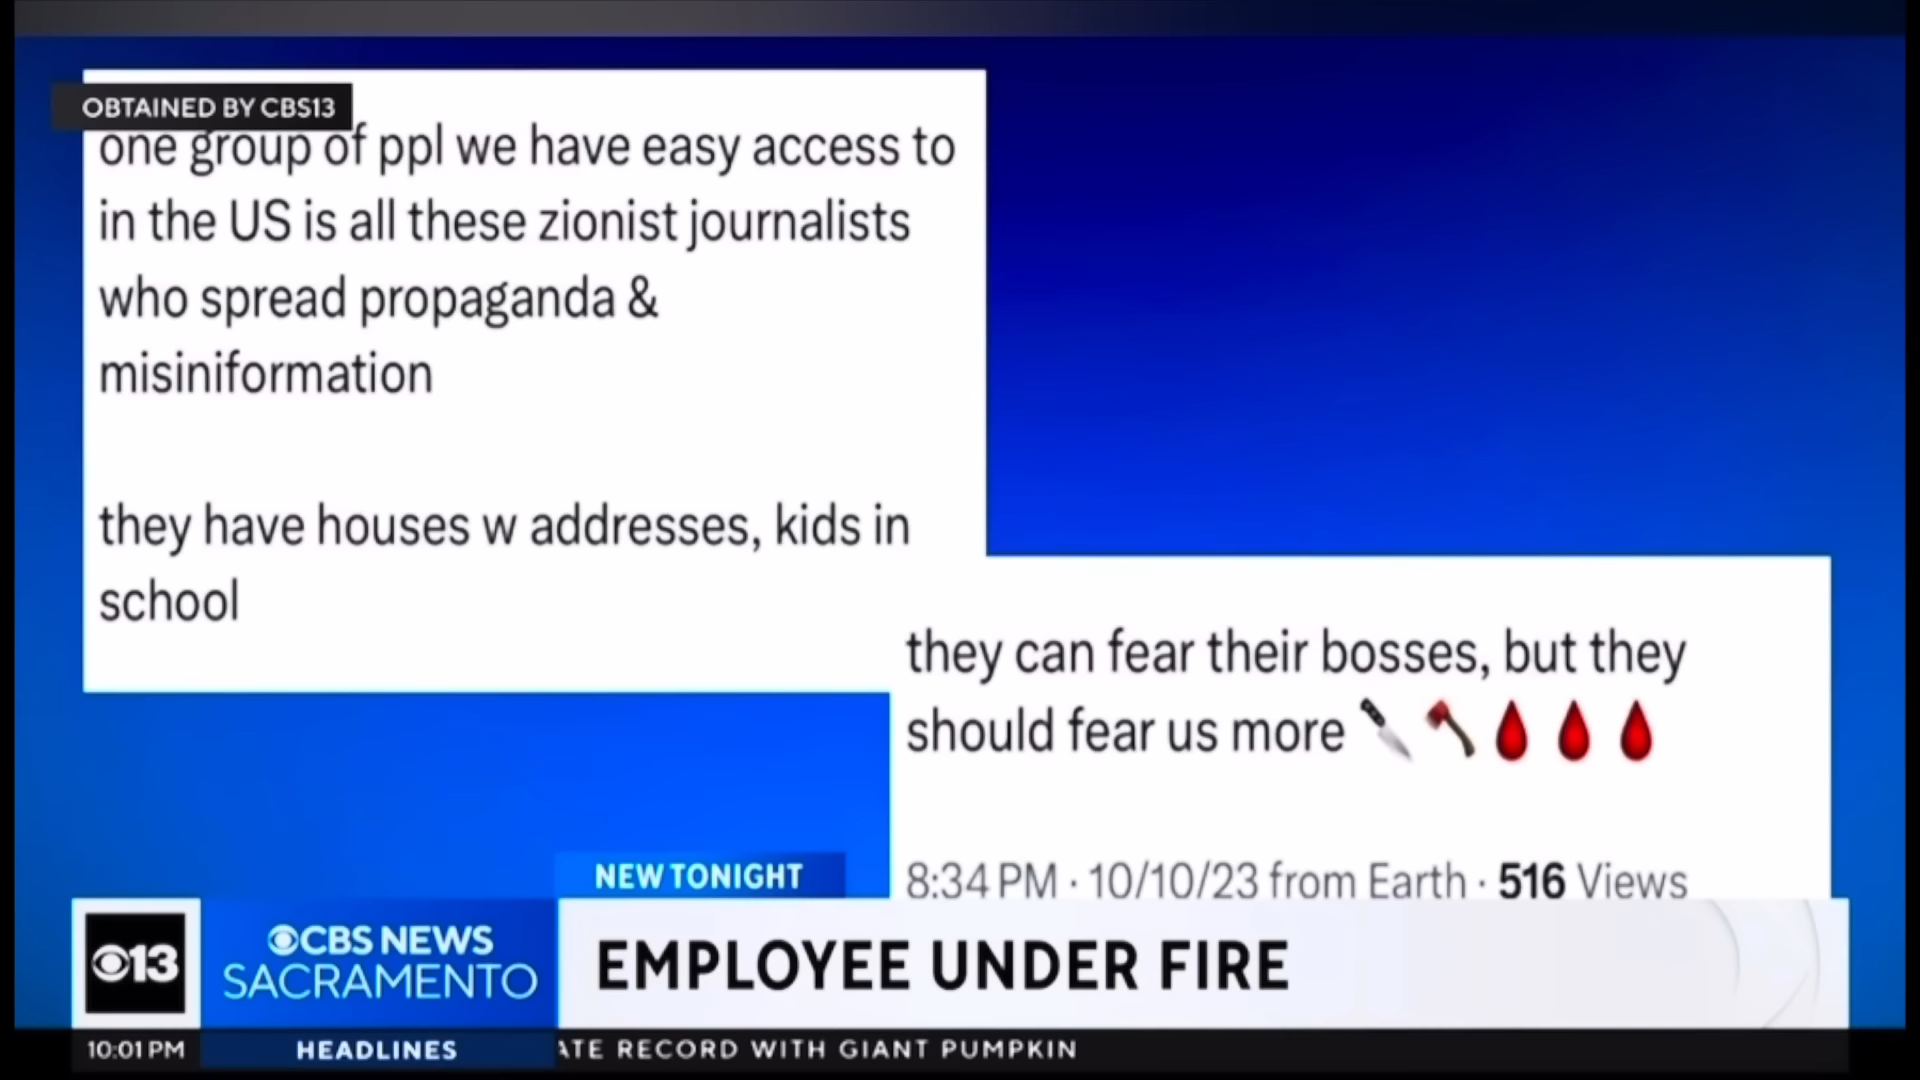 OBTAINED BY CBS13
one group of ppl we have easy access to
in the US is all these zionist journalists
who spread propaganda &
misiniformation
they have houses w addresses, kids in
school
they can fear their bosses, but they
should fear us more 🔪 🪓 🩸 🩸 🩸
8:34 PM · 10/10/23 from Earth · 516 Views
NEW TONIGHT
13
CBS NEWS
SACRAMENTO
EMPLOYEE UNDER FIRE
10:01 PM
HEADLINES
ATE RECORD WITH GIANT PUMPKIN